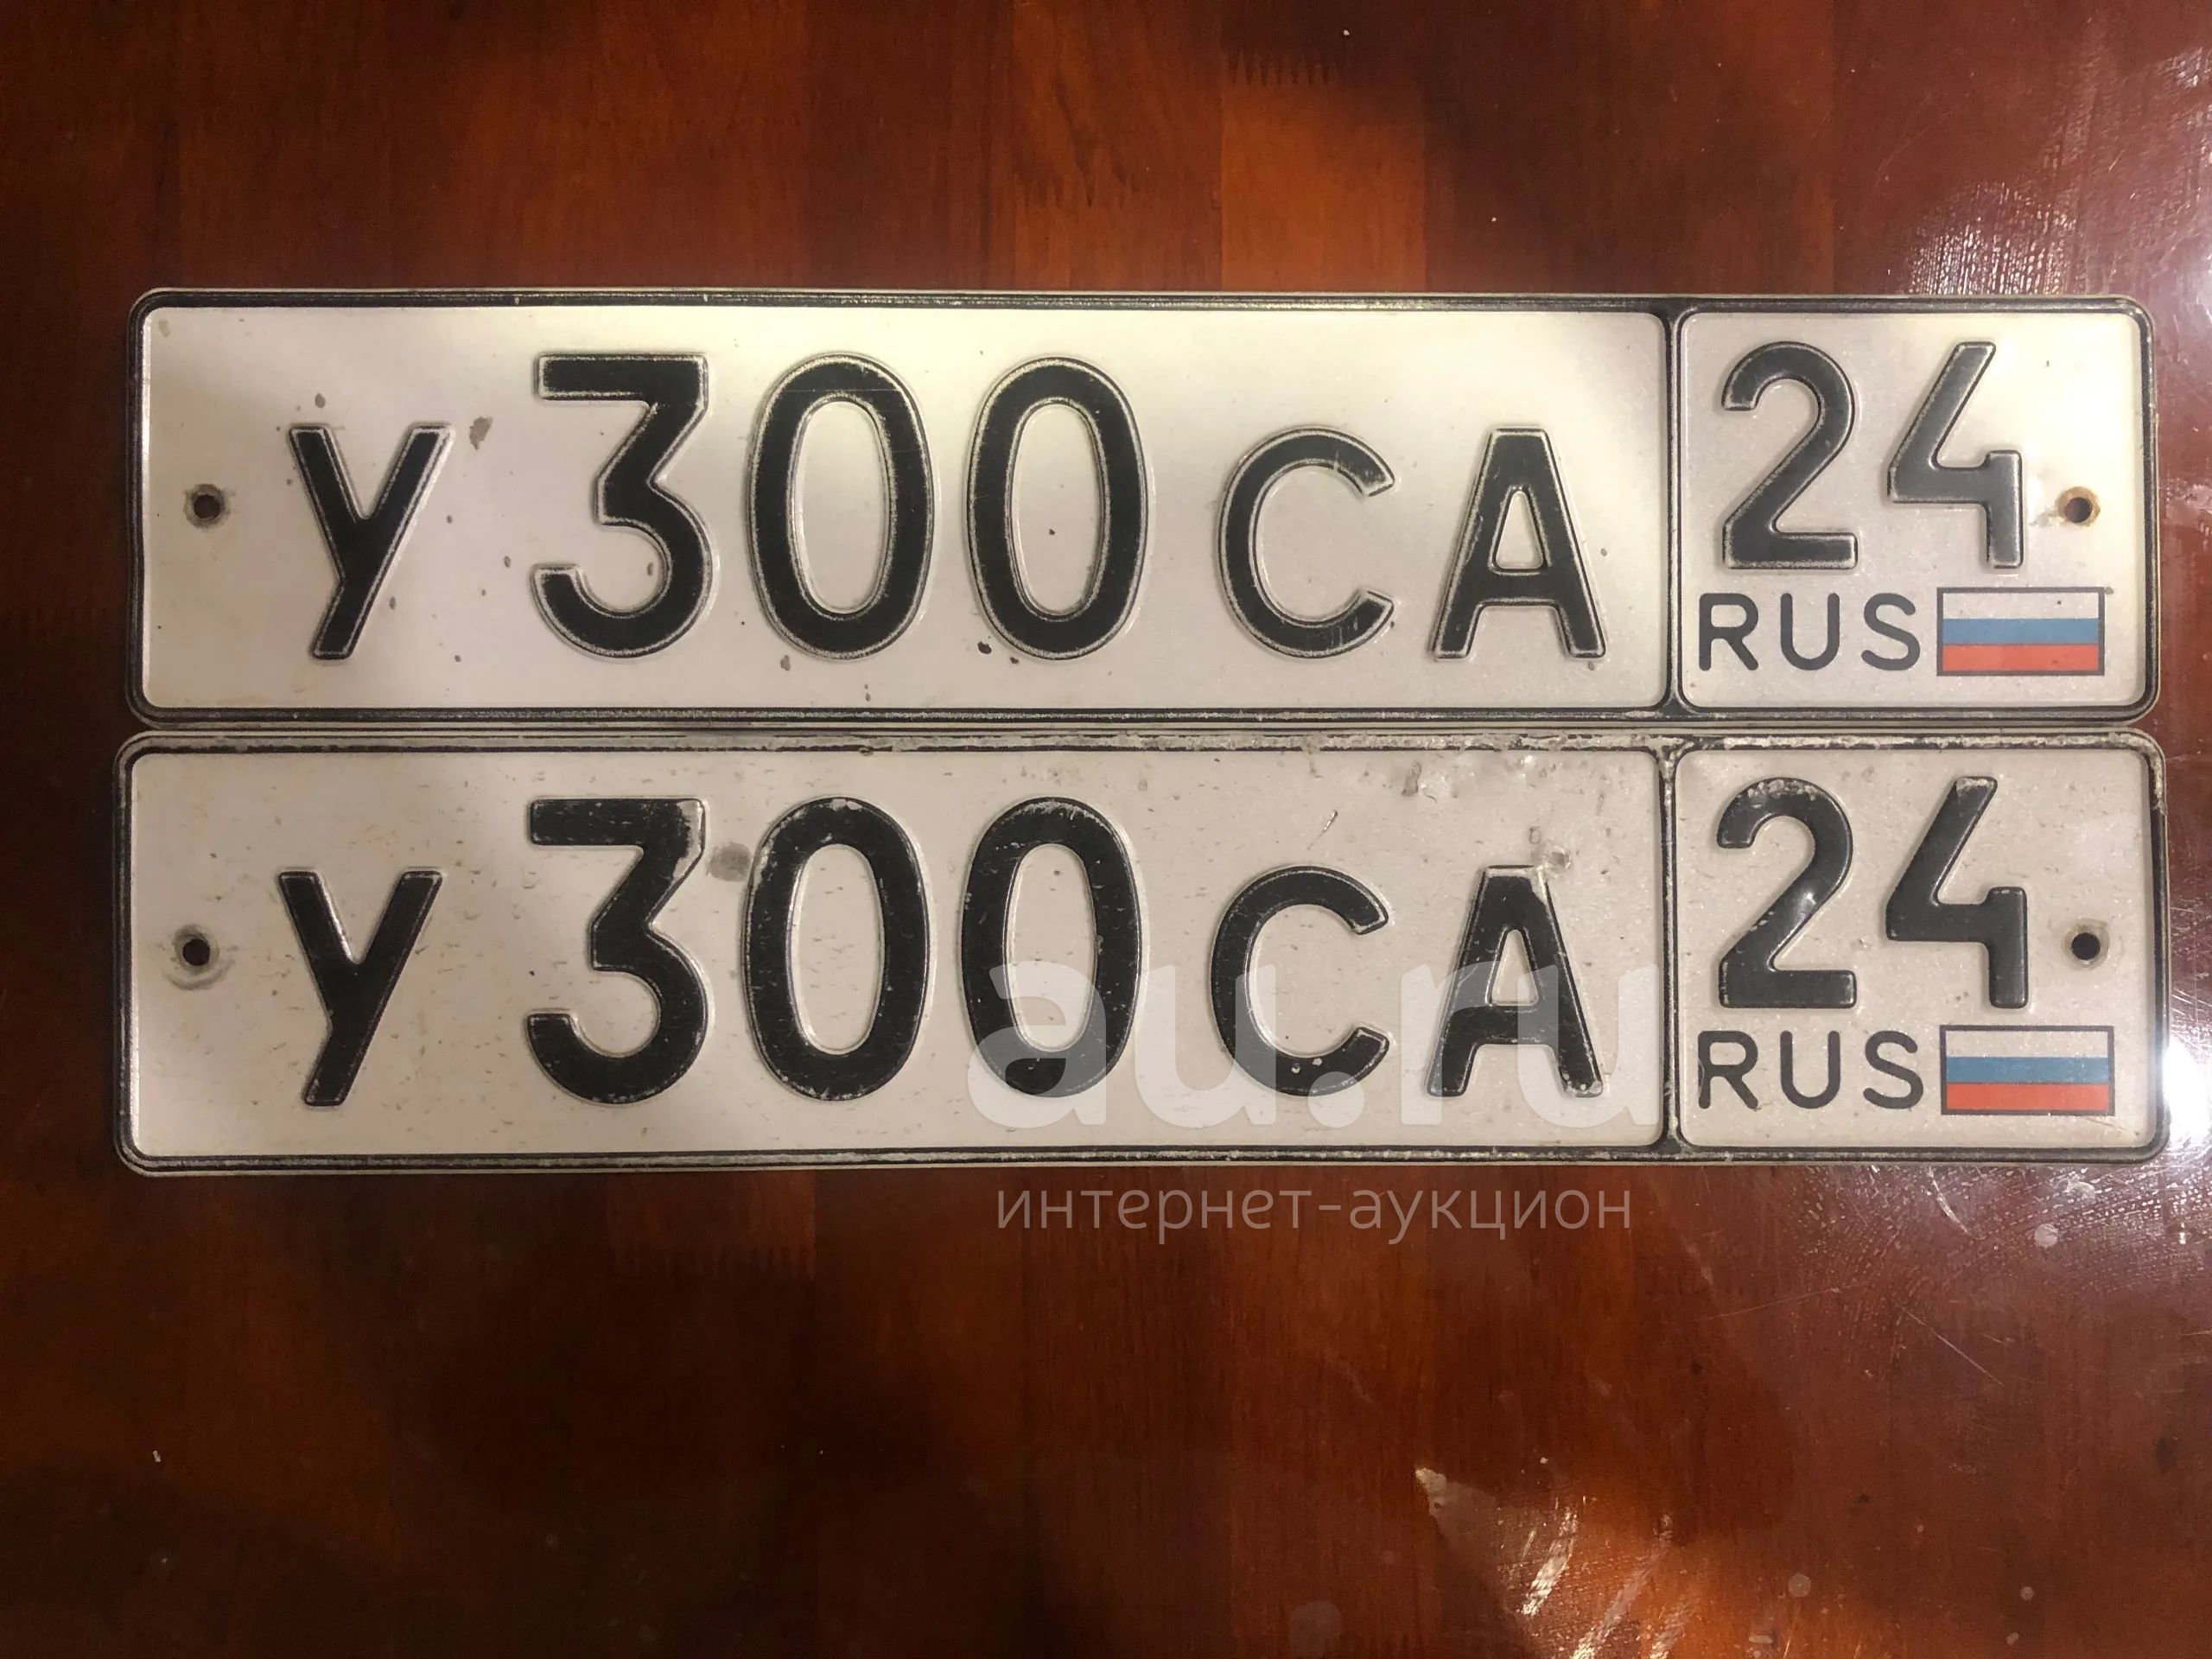 У 300 СА 24
RUS
У 300 СА 24
RUS
au.ru
интернет-аукцион